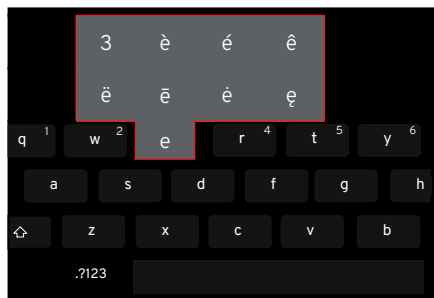 3 è é ê
ë ē ė ę
q 1 w 2 e r 4 t 5 y 6
a s d f g h
z x c v b
.?123